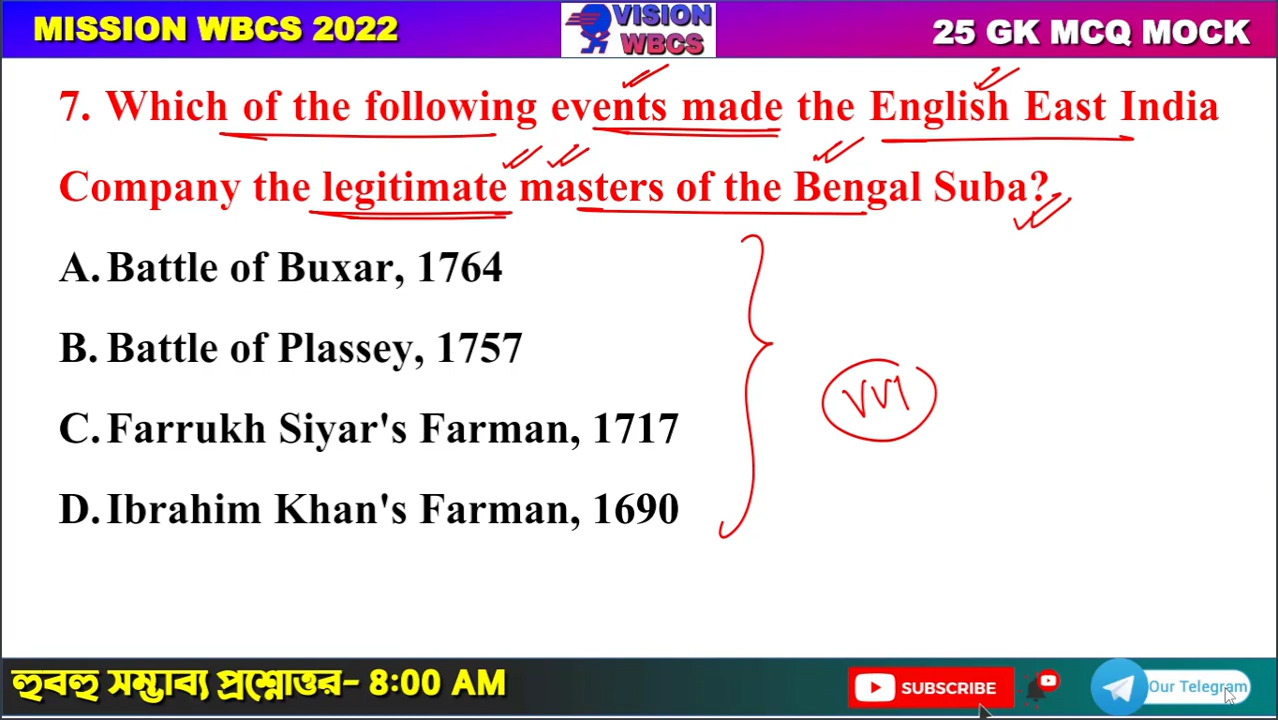 MISSION WBCS 2022
VISION
WBCS
25 GK MCQ MOCK
7. Which of the following events made the English East India
Company the legitimate masters of the Bengal Suba?
A. Battle of Buxar, 1764
B. Battle of Plassey, 1757
C. Farrukh Siyar's Farman, 1717
D. Ibrahim Khan's Farman, 1690
VVI
হুবহু সম্ভাব্য প্রশ্নোত্তর- 8:00 AM
SUBSCRIBE
Our Telegram